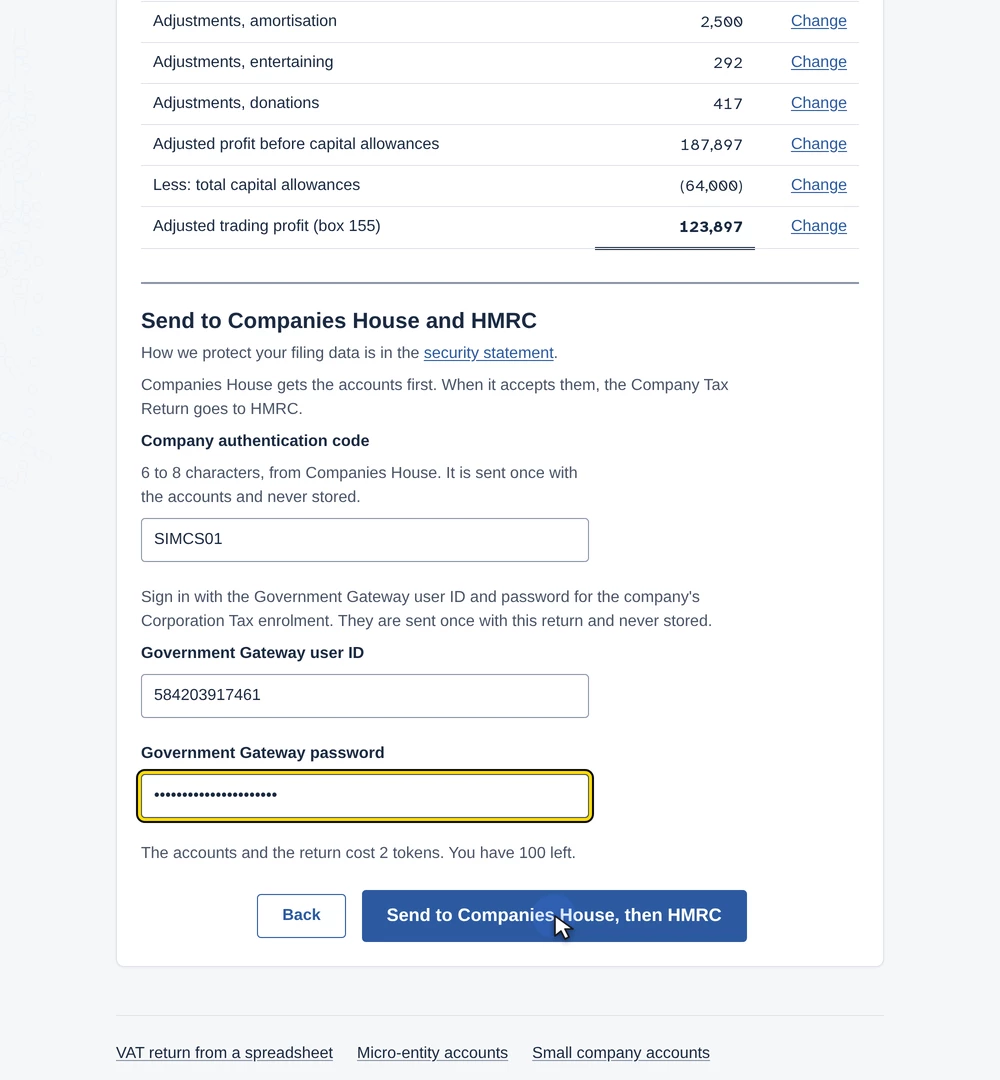 Adjustments, amortisation 2,500 Change
Adjustments, entertaining 292 Change
Adjustments, donations 417 Change
Adjusted profit before capital allowances 187,897 Change
Less: total capital allowances (64,000) Change
Adjusted trading profit (box 155) 123,897 Change
Send to Companies House and HMRC
How we protect your filing data is in the security statement.
Companies House gets the accounts first. When it accepts them, the Company Tax
Return goes to HMRC.
Company authentication code
6 to 8 characters, from Companies House. It is sent once with
the accounts and never stored.
SIMCS01
Sign in with the Government Gateway user ID and password for the company's
Corporation Tax enrolment. They are sent once with this return and never stored.
Government Gateway user ID
584203917461
Government Gateway password
••••••••••••••••••••••
The accounts and the return cost 2 tokens. You have 100 left.
Back Send to Companies House, then HMRC
VAT return from a spreadsheet Micro-entity accounts Small company accounts